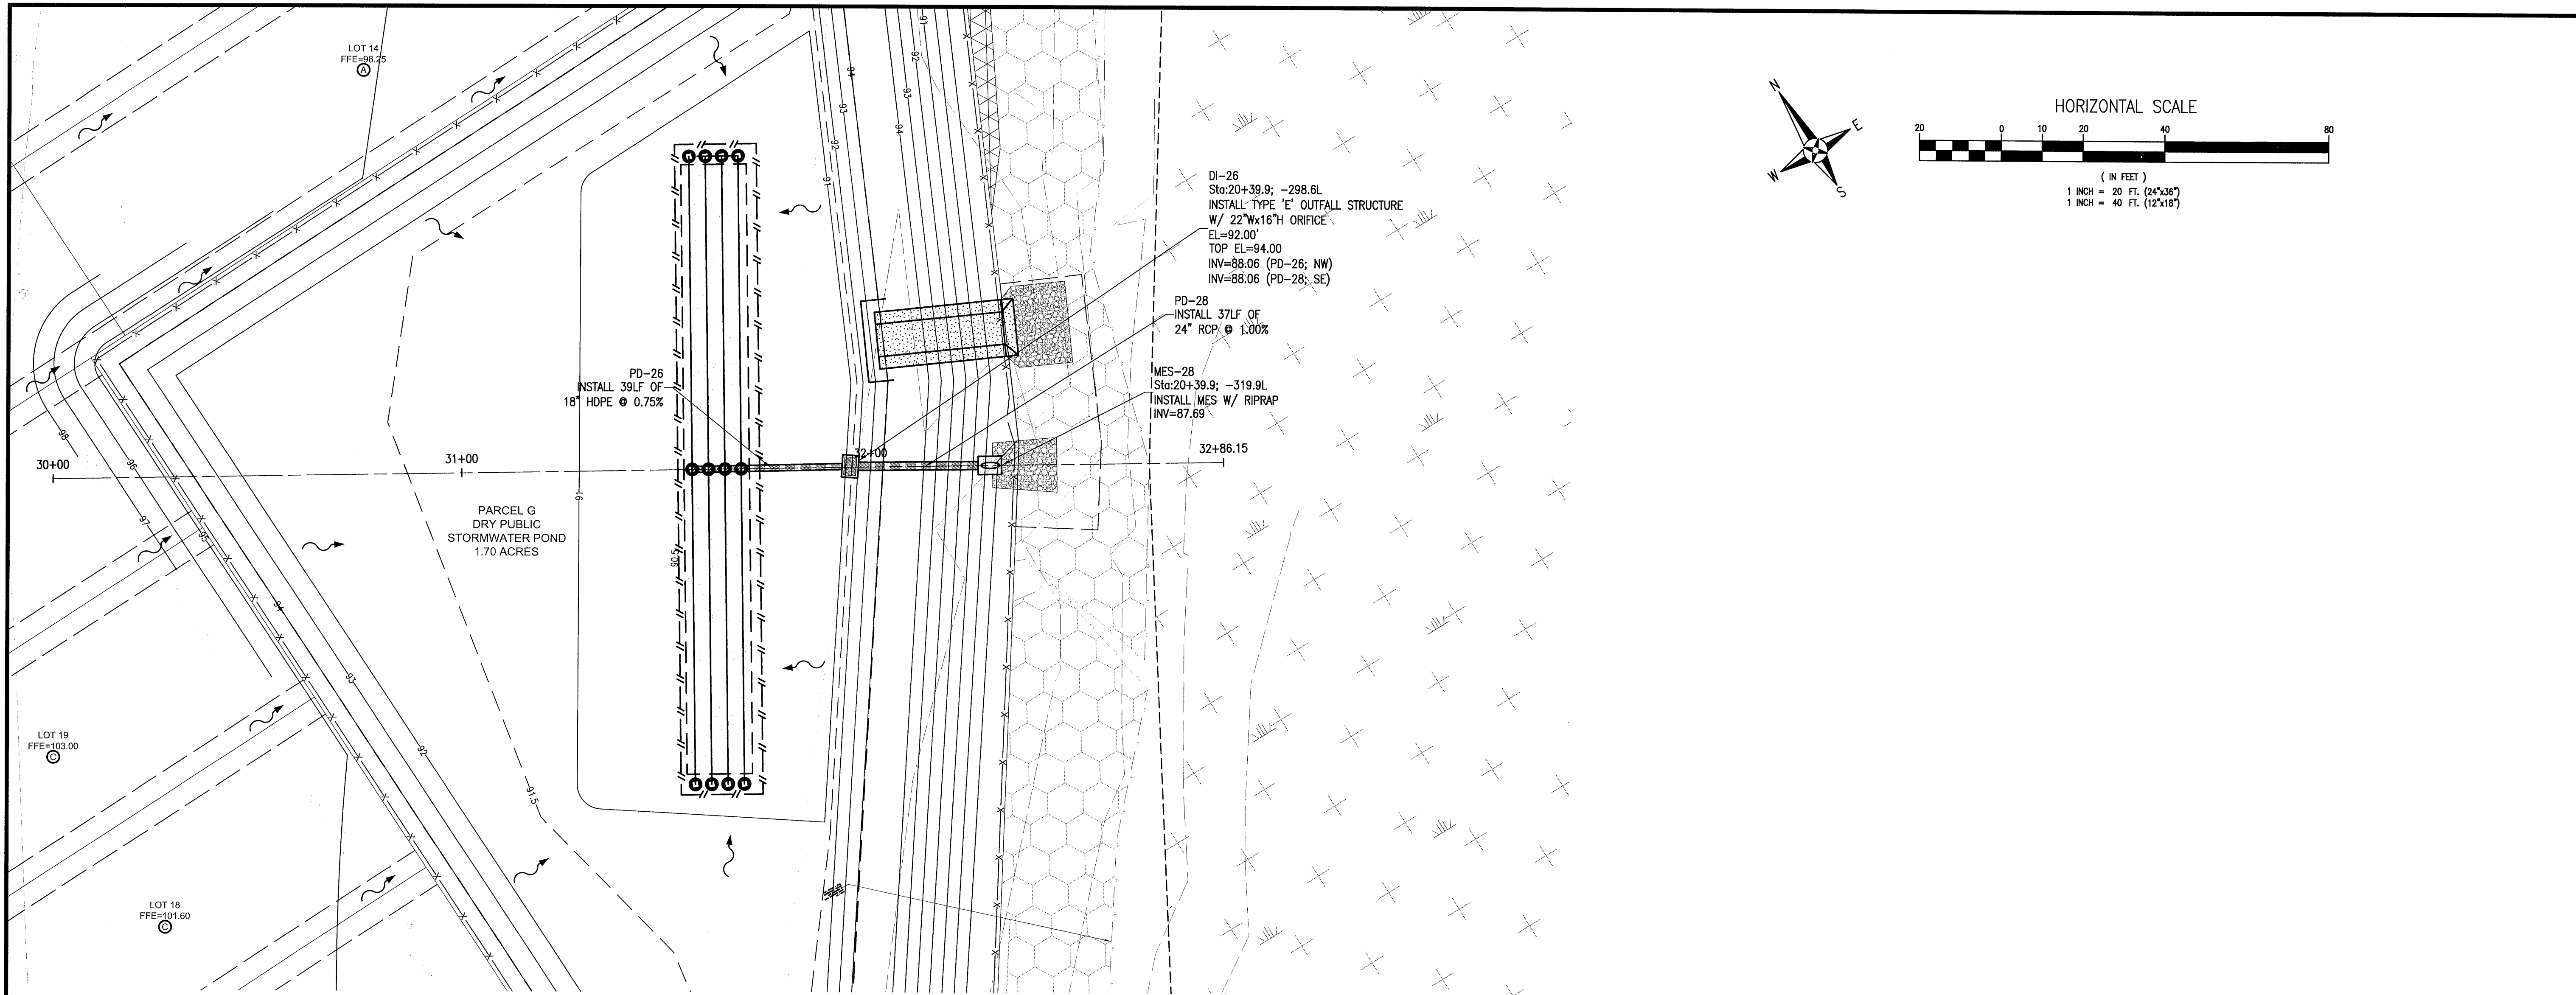 LOT 14
FFE=98.25
A
91
92
94
93
93
94
92
91
N
E
W
S
HORIZONTAL SCALE
20 0 10 20 40 80
( IN FEET )
1 INCH = 20 FT. (24"x36")
1 INCH = 40 FT. (12"x18")
DI-26
Sta:20+39.9; -298.6L
INSTALL TYPE 'E' OUTFALL STRUCTURE
W/ 22"Wx16"H ORIFICE
EL=92.00'
TOP EL=94.00
INV=88.06 (PD-26; NW)
INV=88.06 (PD-28; SE)
PD-28
INSTALL 37LF OF
24" RCP @ 1.00%
PD-26
INSTALL 39LF OF
18" HDPE @ 0.75%
MES-28
Sta:20+39.9; -319.9L
INSTALL MES W/ RIPRAP
INV=87.69
98
96
97
95
94
93
92
91.5
91
90.5
30+00
31+00
32+00
32+86.15
PARCEL G
DRY PUBLIC
STORMWATER POND
1.70 ACRES
LOT 19
FFE=103.00
C
LOT 18
FFE=101.60
C